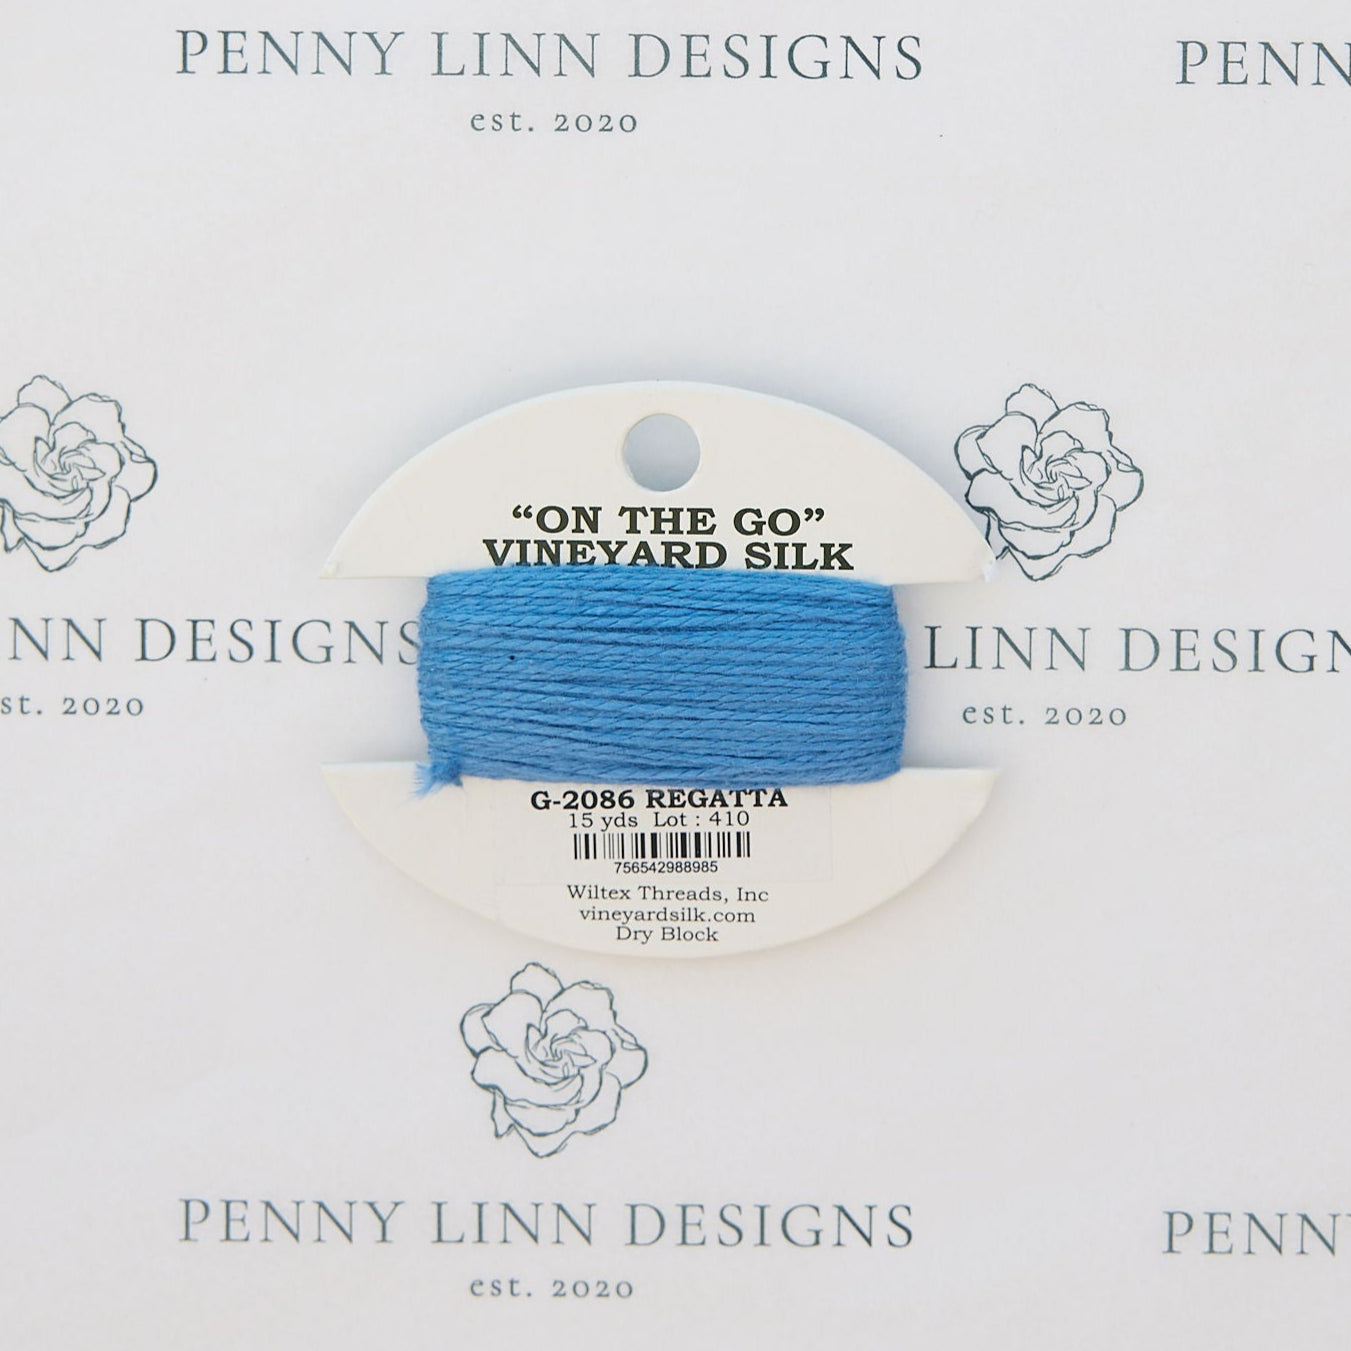 PENNY LINN DESIGNS
est. 2020
PENN
"ON THE GO"
VINEYARD SILK
NN DESIGNS
st. 2020
LINN DESIGN
est. 2020
G-2086 REGATTA
15 yds Lot : 410
756542988985
Wiltex Threads, Inc
vineyardsilk.com
Dry Block
PENNY LINN DESIGNS
est. 2020
PENN